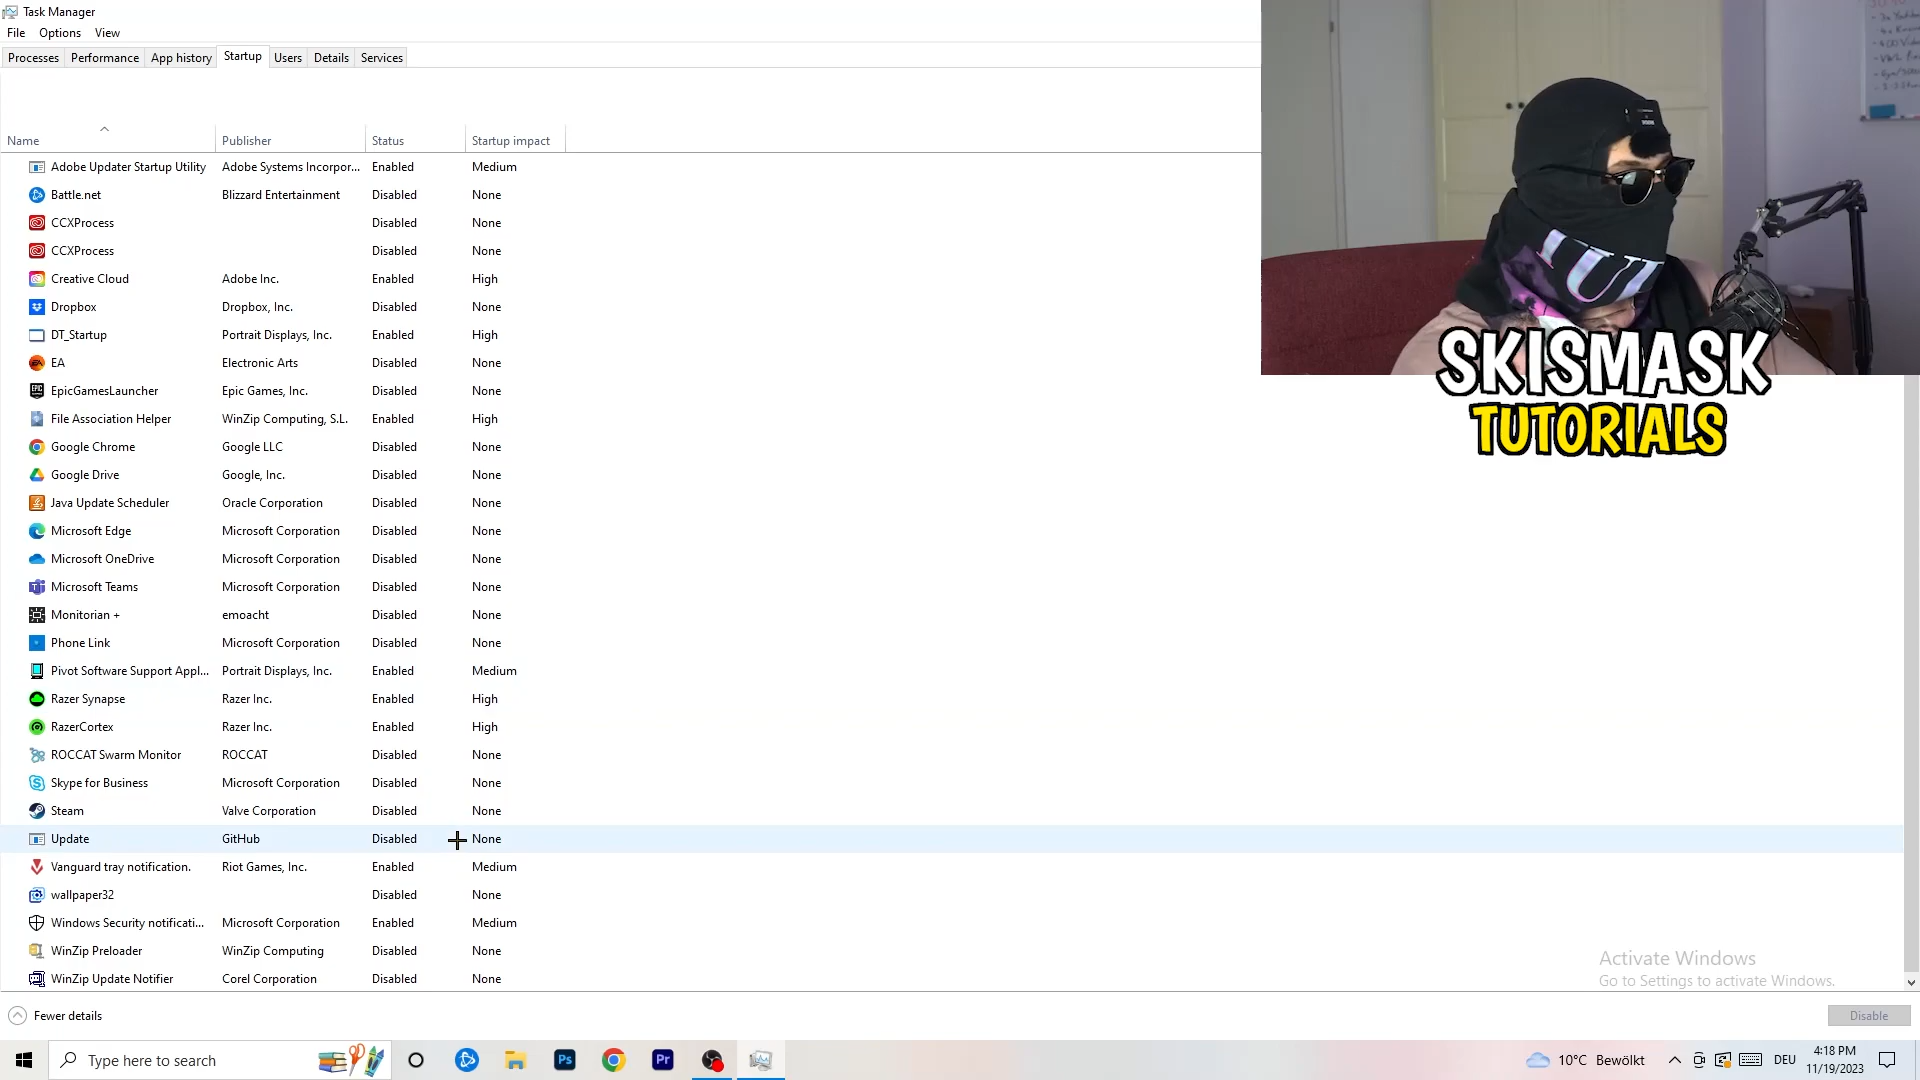 Task Manager
File Options View
Processes Performance App history Startup Users Details Services
Name Publisher Status Startup impact
Adobe Updater Startup Utility Adobe Systems Incorpor... Enabled Medium
Battle.net Blizzard Entertainment Disabled None
CCXProcess Disabled None
CCXProcess Disabled None
Creative Cloud Adobe Inc. Enabled High
Dropbox Dropbox, Inc. Disabled None
DT_Startup Portrait Displays, Inc. Enabled High
EA Electronic Arts Disabled None
EpicGamesLauncher Epic Games, Inc. Disabled None
File Association Helper WinZip Computing, S.L. Enabled High
Google Chrome Google LLC Disabled None
Google Drive Google, Inc. Disabled None
Java Update Scheduler Oracle Corporation Disabled None
Microsoft Edge Microsoft Corporation Disabled None
Microsoft OneDrive Microsoft Corporation Disabled None
Microsoft Teams Microsoft Corporation Disabled None
Monitorian + emoacht Disabled None
Phone Link Microsoft Corporation Disabled None
Pivot Software Support Appl... Portrait Displays, Inc. Enabled Medium
Razer Synapse Razer Inc. Enabled High
RazerCortex Razer Inc. Enabled High
ROCCAT Swarm Monitor ROCCAT Disabled None
Skype for Business Microsoft Corporation Disabled None
Steam Valve Corporation Disabled None
Update GitHub Disabled None
Vanguard tray notification. Riot Games, Inc. Enabled Medium
wallpaper32 Disabled None
Windows Security notificati... Microsoft Corporation Enabled Medium
WinZip Preloader WinZip Computing Disabled None
WinZip Update Notifier Corel Corporation Disabled None
SKISMASK
TUTORIALS
Activate Windows
Go to Settings to activate Windows.
Fewer details
Disable
Type here to search
Ps
Pr
10°C Bewölkt
DEU
4:18 PM
11/19/2023